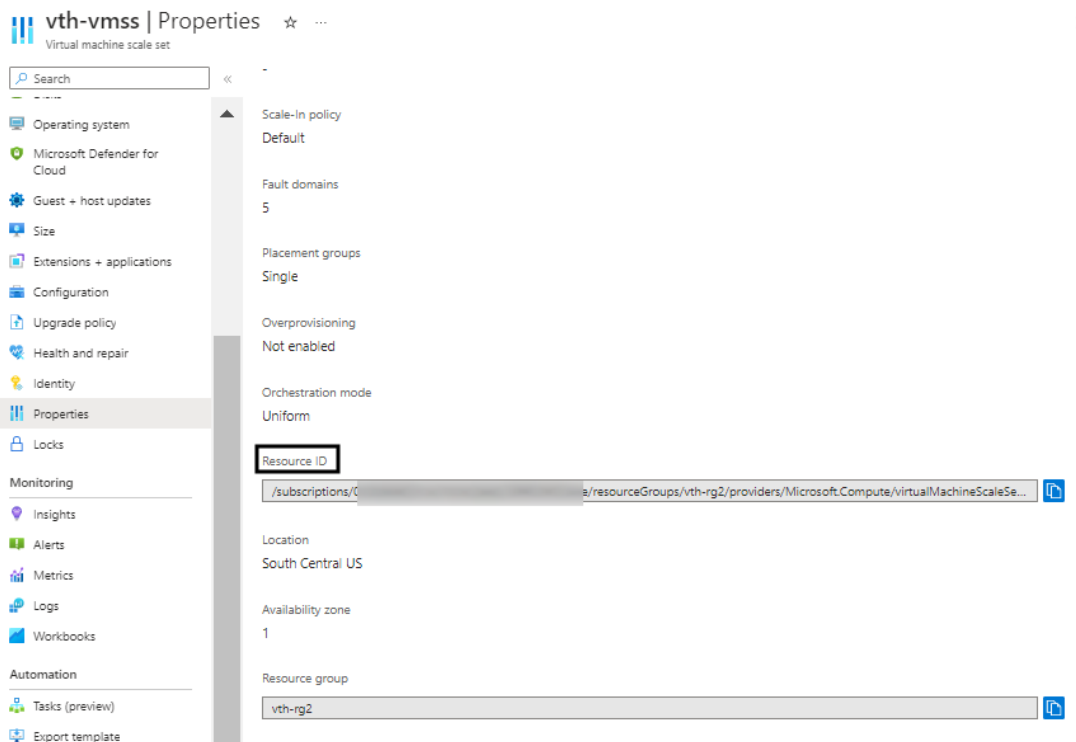 vth-vmss | Properties
Virtual machine scale set
Search
Operating system
Microsoft Defender for
Cloud
Guest + host updates
Size
Extensions + applications
Configuration
Upgrade policy
Health and repair
Identity
Properties
Locks
Monitoring
Insights
Alerts
Metrics
Logs
Workbooks
Automation
Tasks (preview)
Export template
-
Scale-In policy
Default
Fault domains
5
Placement groups
Single
Overprovisioning
Not enabled
Orchestration mode
Uniform
Resource ID
/subscriptions/ /resourceGroups/vth-rg2/providers/Microsoft.Compute/virtualMachineScaleSe...
Location
South Central US
Availability zone
1
Resource group
vth-rg2